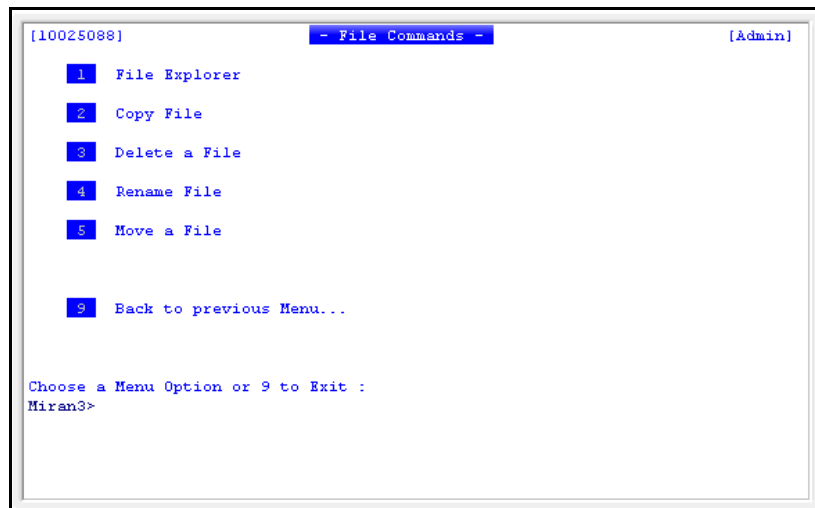 [10025088] - File Commands - [Admin]
1 File Explorer
2 Copy File
3 Delete a File
4 Rename File
5 Move a File
9 Back to previous Menu...
Choose a Menu Option or 9 to Exit :
Miran3>